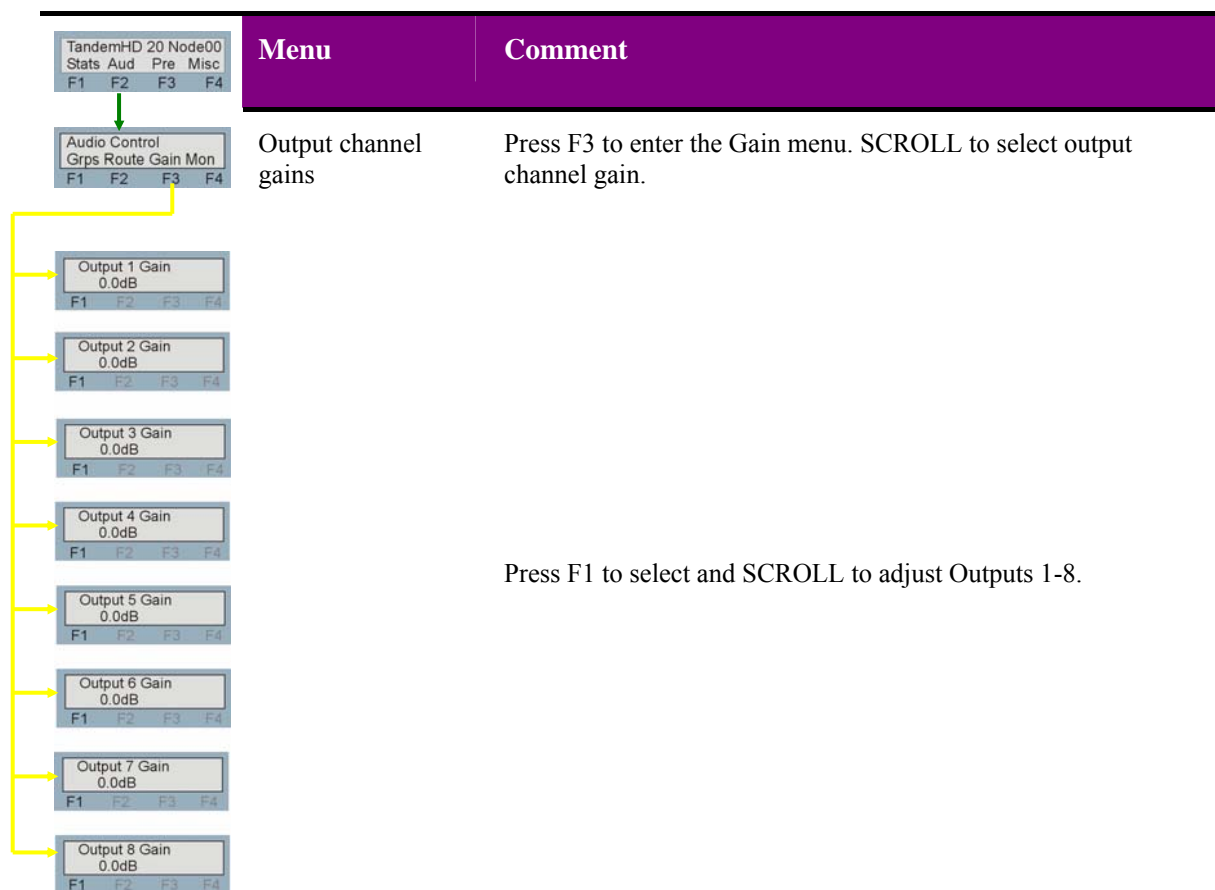 TandemHD 20 Node00
Stats Aud Pre Misc
F1 F2 F3 F4
Menu
Comment
Audio Control
Grps Route Gain Mon
F1 F2 F3 F4
Output channel
gains
Press F3 to enter the Gain menu. SCROLL to select output
channel gain.
Output 1 Gain
0.0dB
F1 F2 F3 F4
Output 2 Gain
0.0dB
F1 F2 F3 F4
Output 3 Gain
0.0dB
F1 F2 F3 F4
Output 4 Gain
0.0dB
F1 F2 F3 F4
Press F1 to select and SCROLL to adjust Outputs 1-8.
Output 5 Gain
0.0dB
F1 F2 F3 F4
Output 6 Gain
0.0dB
F1 F2 F3 F4
Output 7 Gain
0.0dB
F1 F2 F3 F4
Output 8 Gain
0.0dB
F1 F2 F3 F4